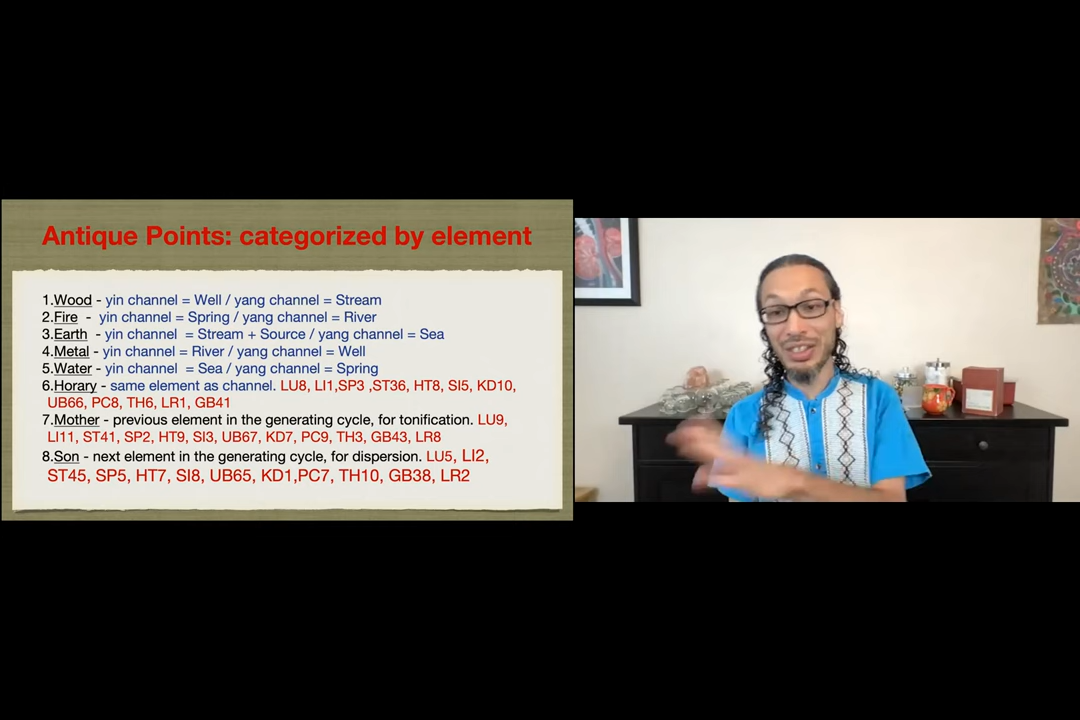 Antique Points: categorized by element
1.Wood - yin channel = Well / yang channel = Stream
2.Fire - yin channel = Spring / yang channel = River
3.Earth - yin channel = Stream + Source / yang channel = Sea
4.Metal - yin channel = River / yang channel = Well
5.Water - yin channel = Sea / yang channel = Spring
6.Horary - same element as channel. LU8, LI1,SP3 ,ST36, HT8, SI5, KD10,
UB66, PC8, TH6, LR1, GB41
7.Mother - previous element in the generating cycle, for tonification. LU9,
LI11, ST41, SP2, HT9, SI3, UB67, KD7, PC9, TH3, GB43, LR8
8.Son - next element in the generating cycle, for dispersion. LU5, LI2,
ST45, SP5, HT7, SI8, UB65, KD1,PC7, TH10, GB38, LR2